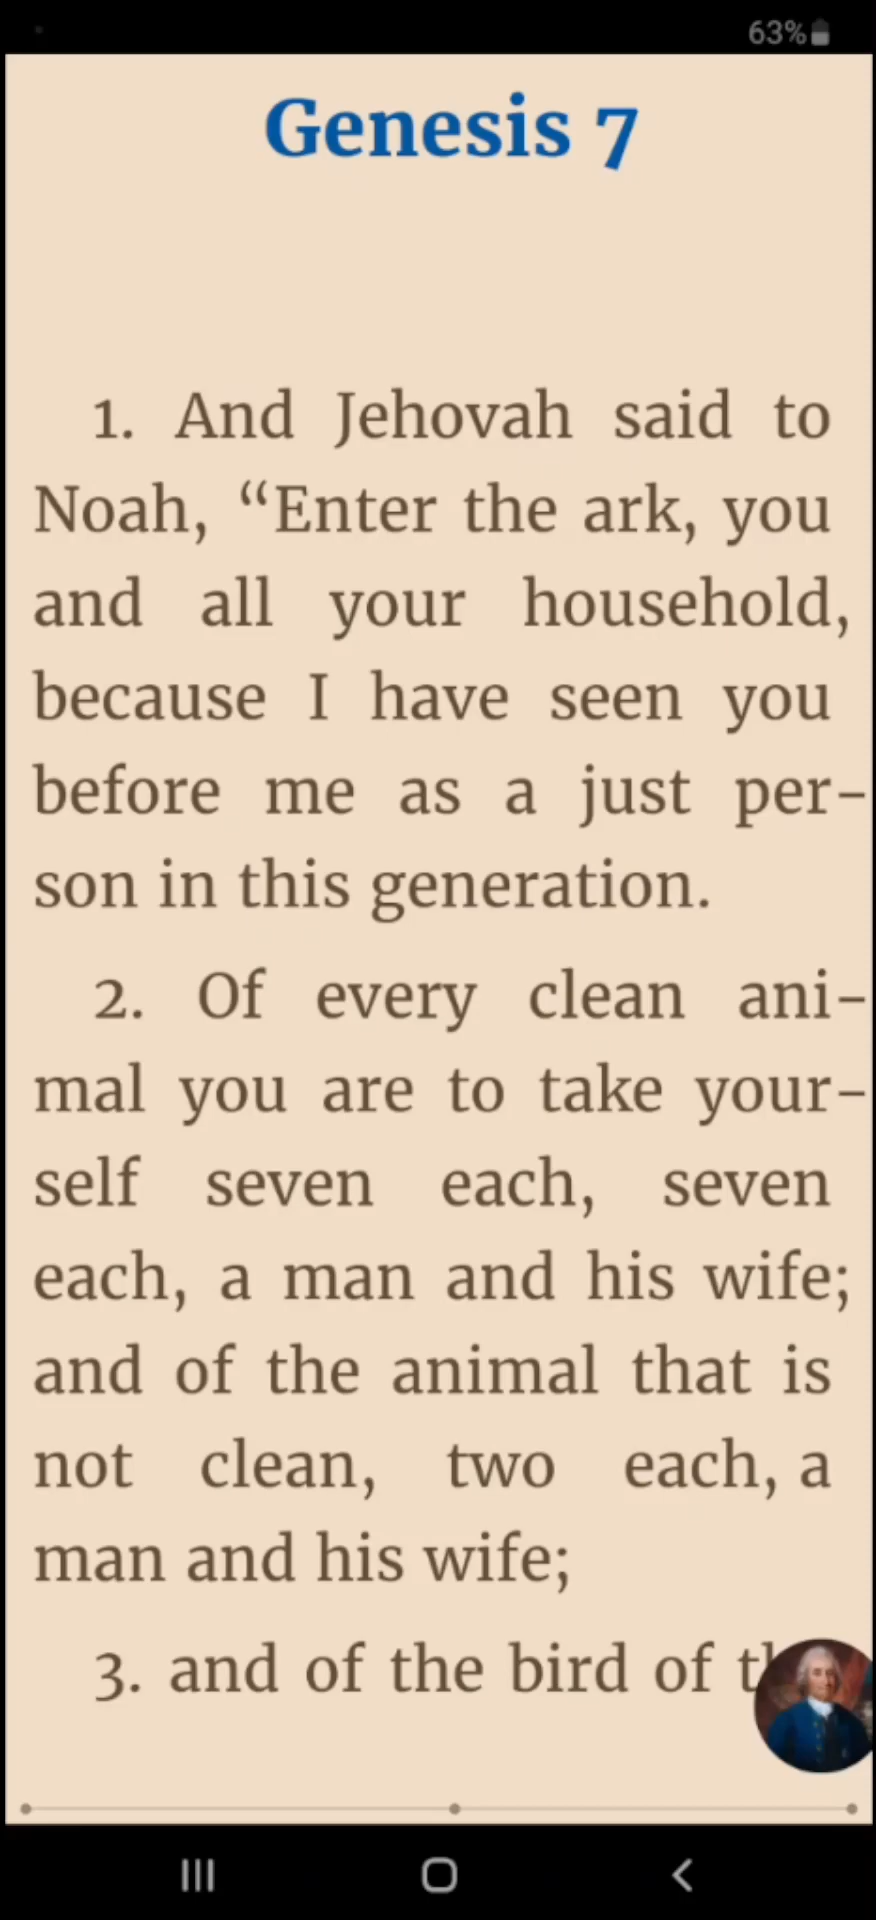 63%
Genesis 7
1. And Jehovah said to
Noah, “Enter the ark, you
and all your household,
because I have seen you
before me as a just per-
son in this generation.
2. Of every clean ani-
mal you are to take your-
self seven each, seven
each, a man and his wife;
and of the animal that is
not clean, two each, a
man and his wife;
3. and of the bird of